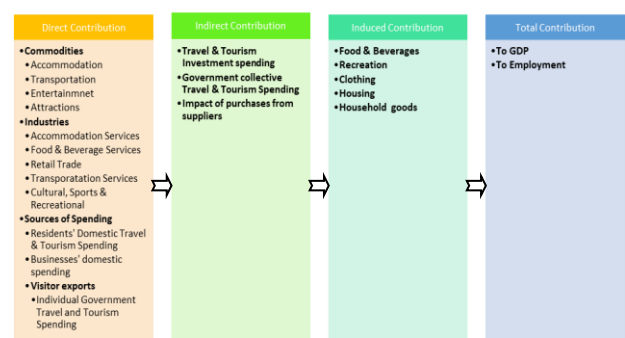 Direct Contribution
•Commodities
•Accommodation
•Transportation
•Entertainmnet
•Attractions
•Industries
•Accommodation Services
•Food & Beverage Services
•Retail Trade
•Transporatation Services
•Cultural, Sports &
Recreational
•Sources of Spending
•Residents' Domestic Travel
& Tourism Spending
•Businesses' domestic
spending
•Visitor exports
•Individual Government
Travel and Tourism
Spending
Indirect Contribution
•Travel & Tourism
Investment spending
•Government collective
Travel & Tourism Spending
•Impact of purchases from
suppliers
Induced Contribution
•Food & Beverages
•Recreation
•Clothing
•Housing
•Household goods
Total Contribution
•To GDP
•To Employment